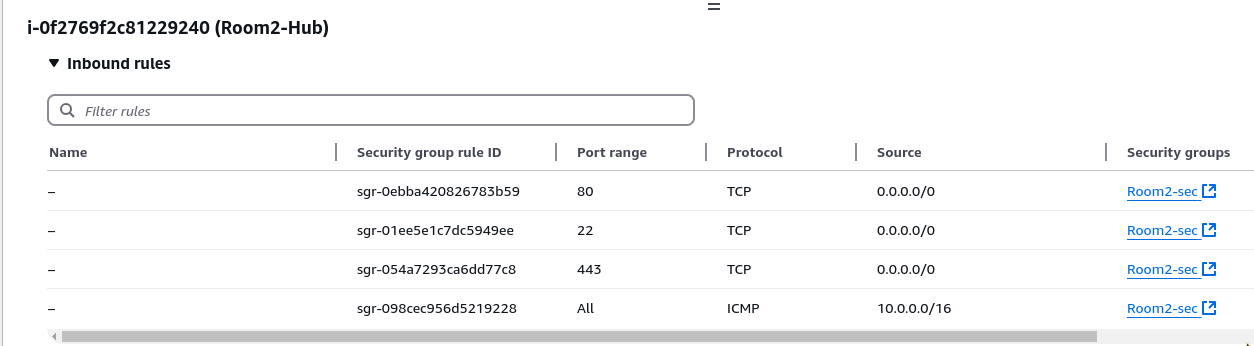 i-0f2769f2c81229240 (Room2-Hub)
Inbound rules
Filter rules
Name Security group rule ID Port range Protocol Source Security groups
– sgr-0ebba420826783b59 80 TCP 0.0.0.0/0 Room2-sec
– sgr-01ee5e1c7dc5949ee 22 TCP 0.0.0.0/0 Room2-sec
– sgr-054a7293ca6dd77c8 443 TCP 0.0.0.0/0 Room2-sec
– sgr-098cec956d5219228 All ICMP 10.0.0.0/16 Room2-sec